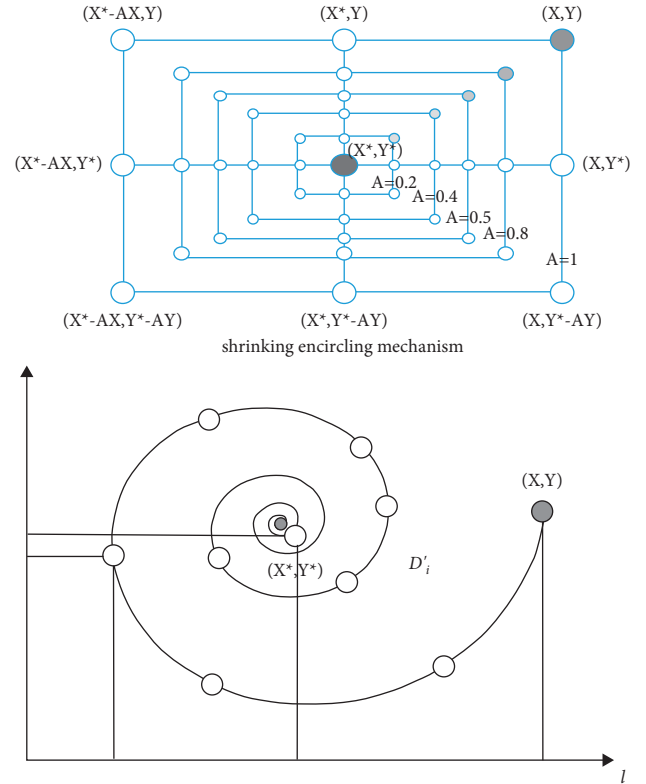 (X*-AX,Y)
(X*,Y)
(X,Y)
(X*-AX,Y*)
(X*,Y*)
(X,Y*)
A=0.2
A=0.4
A=0.5
A=0.8
A=1
(X*-AX,Y*-AY)
(X*,Y*-AY)
(X,Y*-AY)
shrinking encircling mechanism
(X,Y)
(X*,Y*)
D′i
l